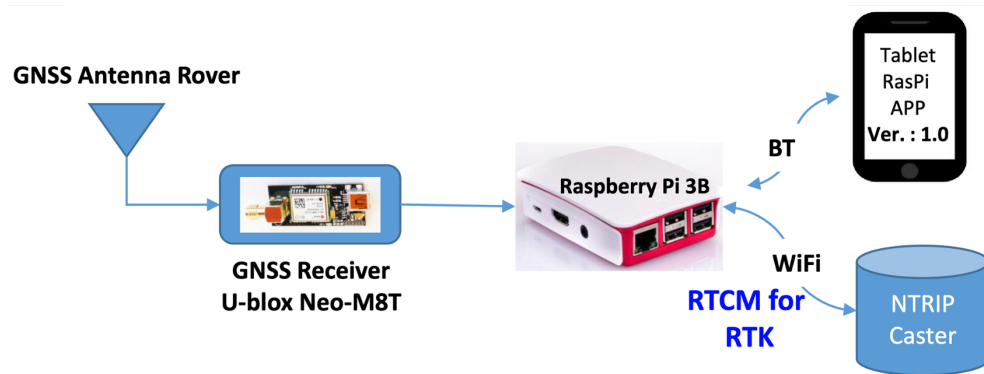 GNSS Antenna Rover
GNSS Receiver
U-blox Neo-M8T
Raspberry Pi 3B
BT
Tablet
RasPi
APP
Ver. : 1.0
WiFi
RTCM for
RTK
NTRIP
Caster